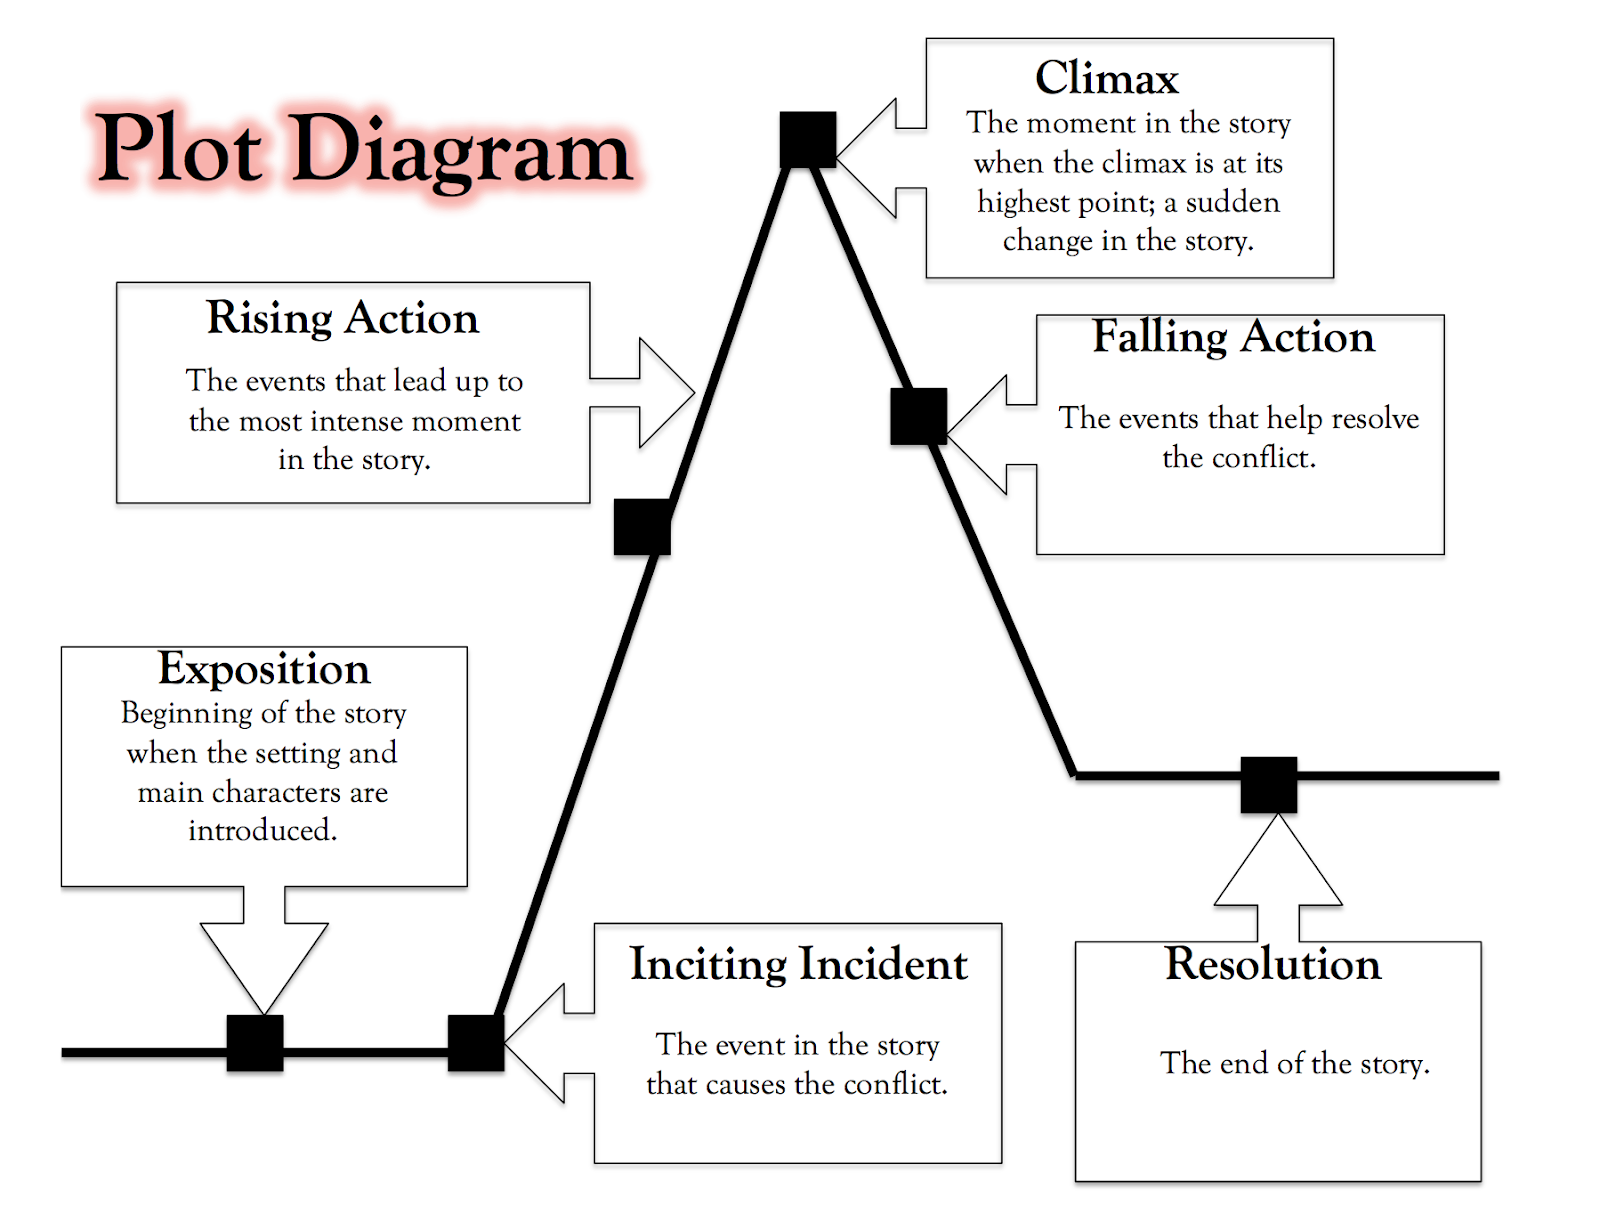 Plot Diagram
Climax
The moment in the story
when the climax is at its
highest point; a sudden
change in the story.
Rising Action
The events that lead up to
the most intense moment
in the story.
Falling Action
The events that help resolve
the conflict.
Exposition
Beginning of the story
when the setting and
main characters are
introduced.
Inciting Incident
The event in the story
that causes the conflict.
Resolution
The end of the story.